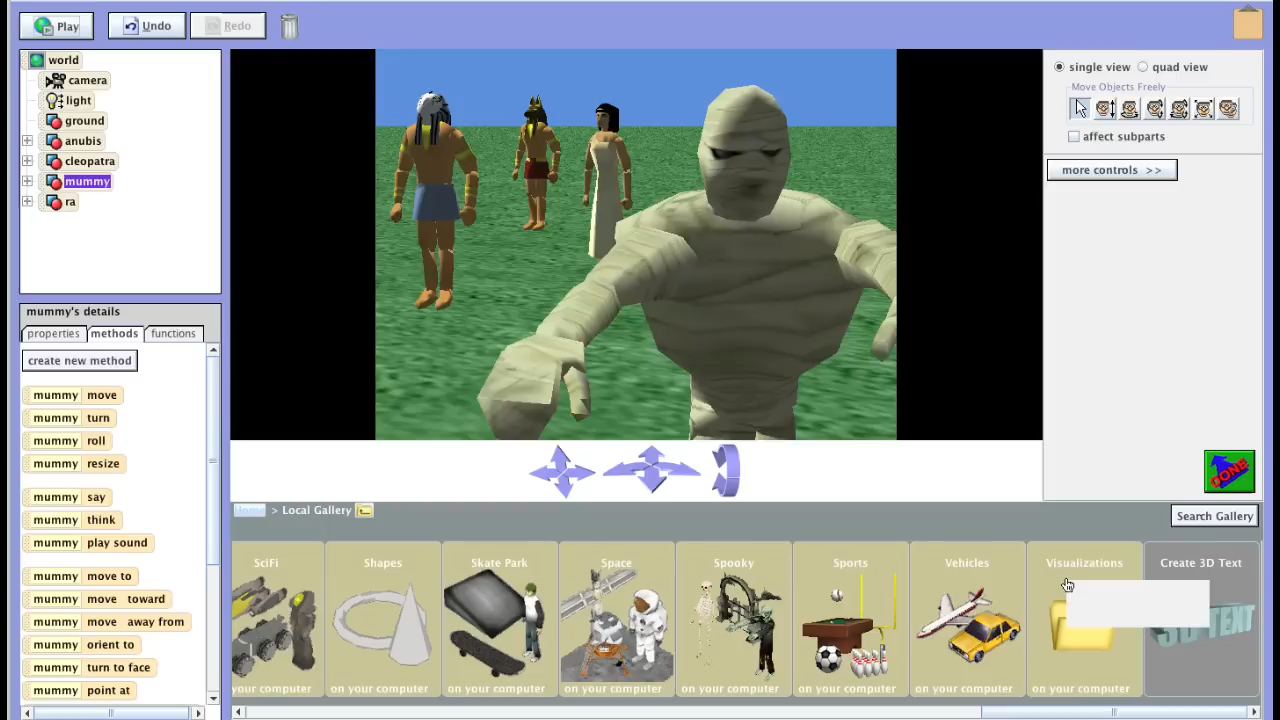 Play
Undo
Redo
world
camera
light
ground
anubis
cleopatra
mummy
ra
single view
quad view
Move Objects Freely
affect subparts
more controls >>
DONE
mummy's details
properties
methods
functions
create new method
mummy move
mummy turn
mummy roll
mummy resize
mummy say
mummy think
mummy play sound
mummy move to
mummy move toward
mummy move away from
mummy orient to
mummy turn to face
mummy point at
Home > Local Gallery
Search Gallery
SciFi
your computer
Shapes
on your computer
Skate Park
on your computer
Space
on your computer
Spooky
on your computer
Sports
on your computer
Vehicles
on your computer
Visualizations
on your computer
Create 3D Text
3D TEXT